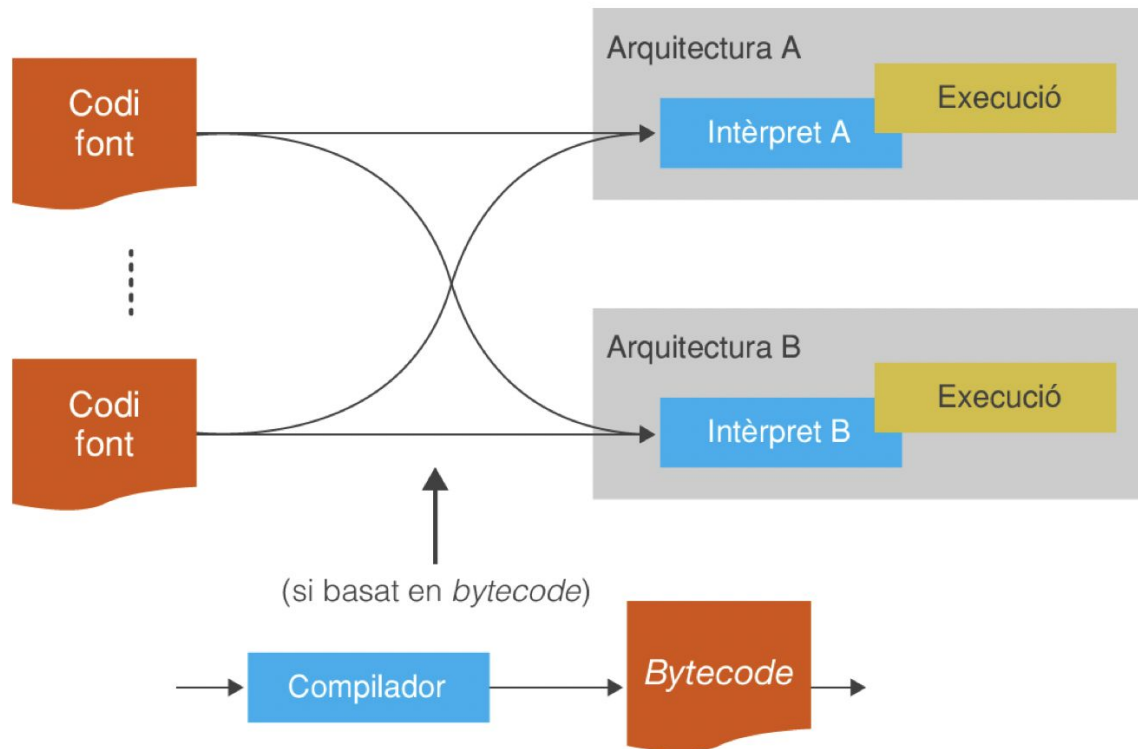 Codi
font
Arquitectura A
Intèrpret A
Execució
Codi
font
Arquitectura B
Intèrpret B
Execució
(si basat en bytecode)
Compilador
Bytecode